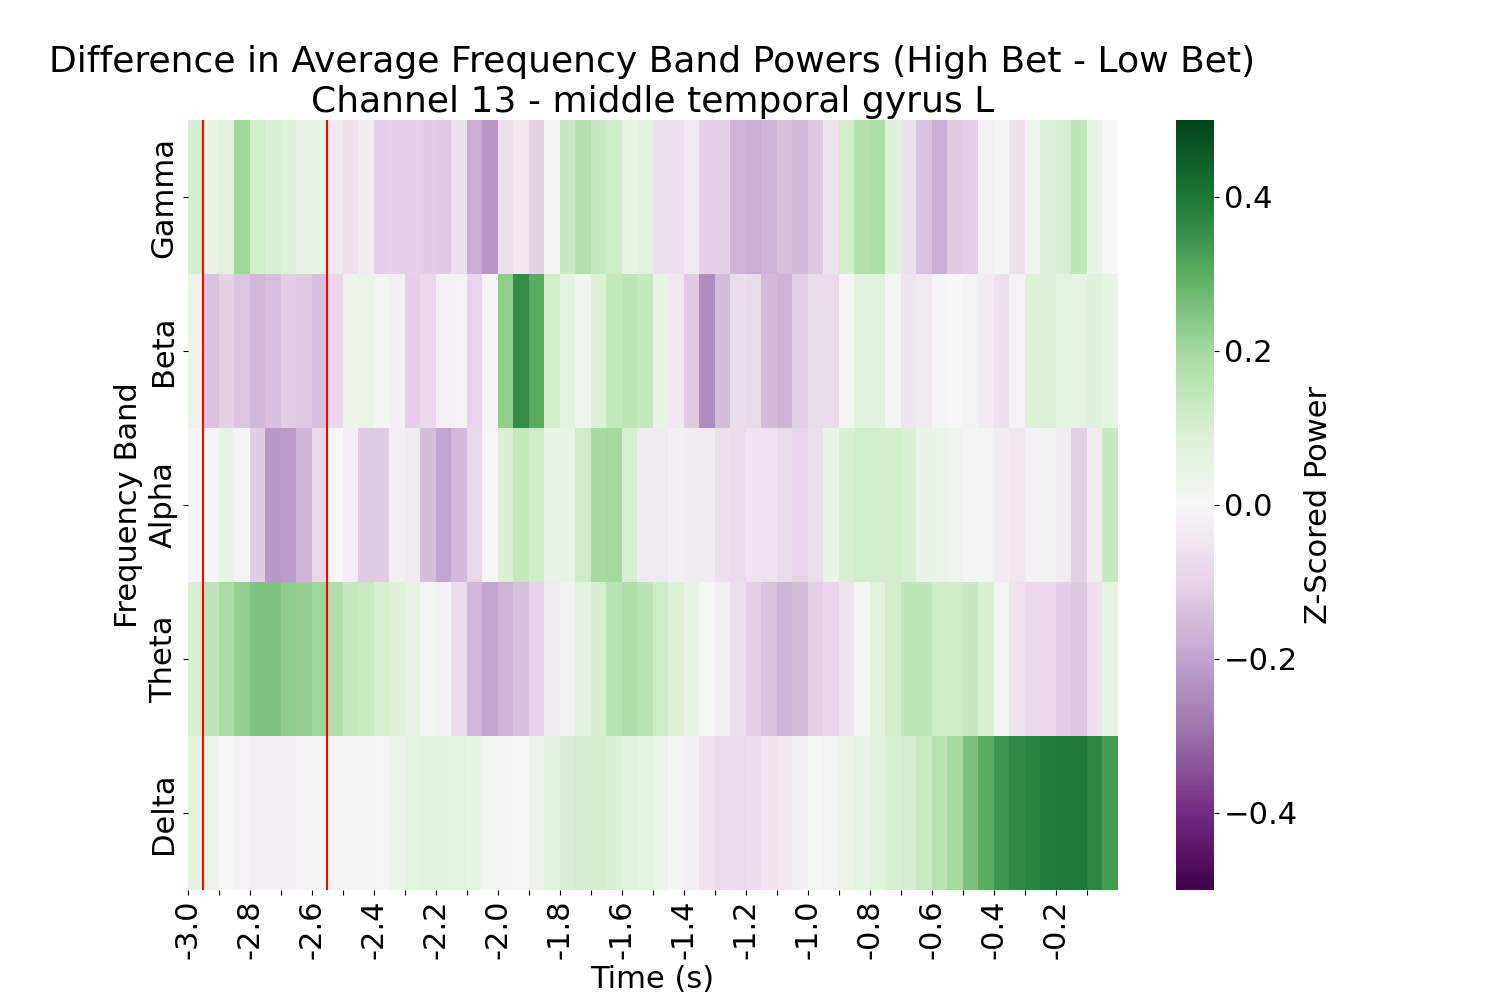 Difference in Average Frequency Band Powers (High Bet - Low Bet)
Channel 13 - middle temporal gyrus L
Frequency Band
Gamma
Beta
Alpha
Theta
Delta
-3.0
-2.8
-2.6
-2.4
-2.2
-2.0
-1.8
-1.6
-1.4
-1.2
-1.0
-0.8
-0.6
-0.4
-0.2
Time (s)
0.4
0.2
0.0
−0.2
−0.4
Z-Scored Power